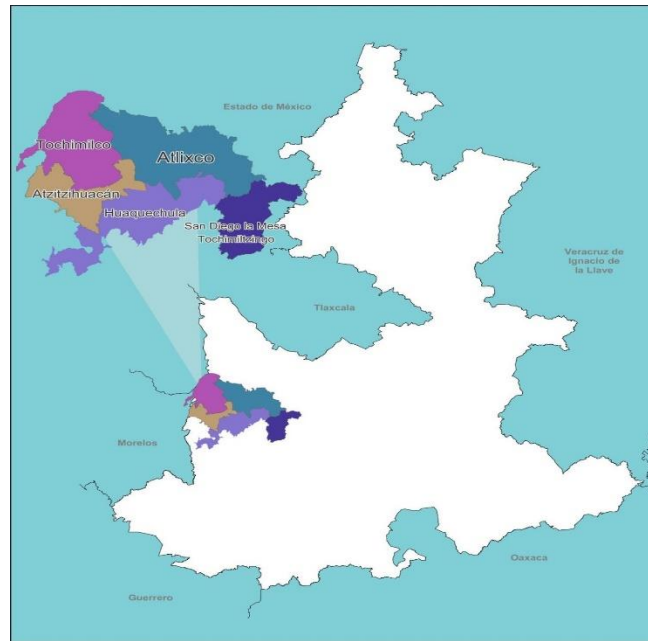 Estado de México
Tochimilco
Atlixco
Atzitzihuacán
Huaquechula
San Diego la Mesa
Tochimiltzingo
Veracruz de
Ignacio de
la Llave
Tlaxcala
Morelos
Oaxaca
Guerrero